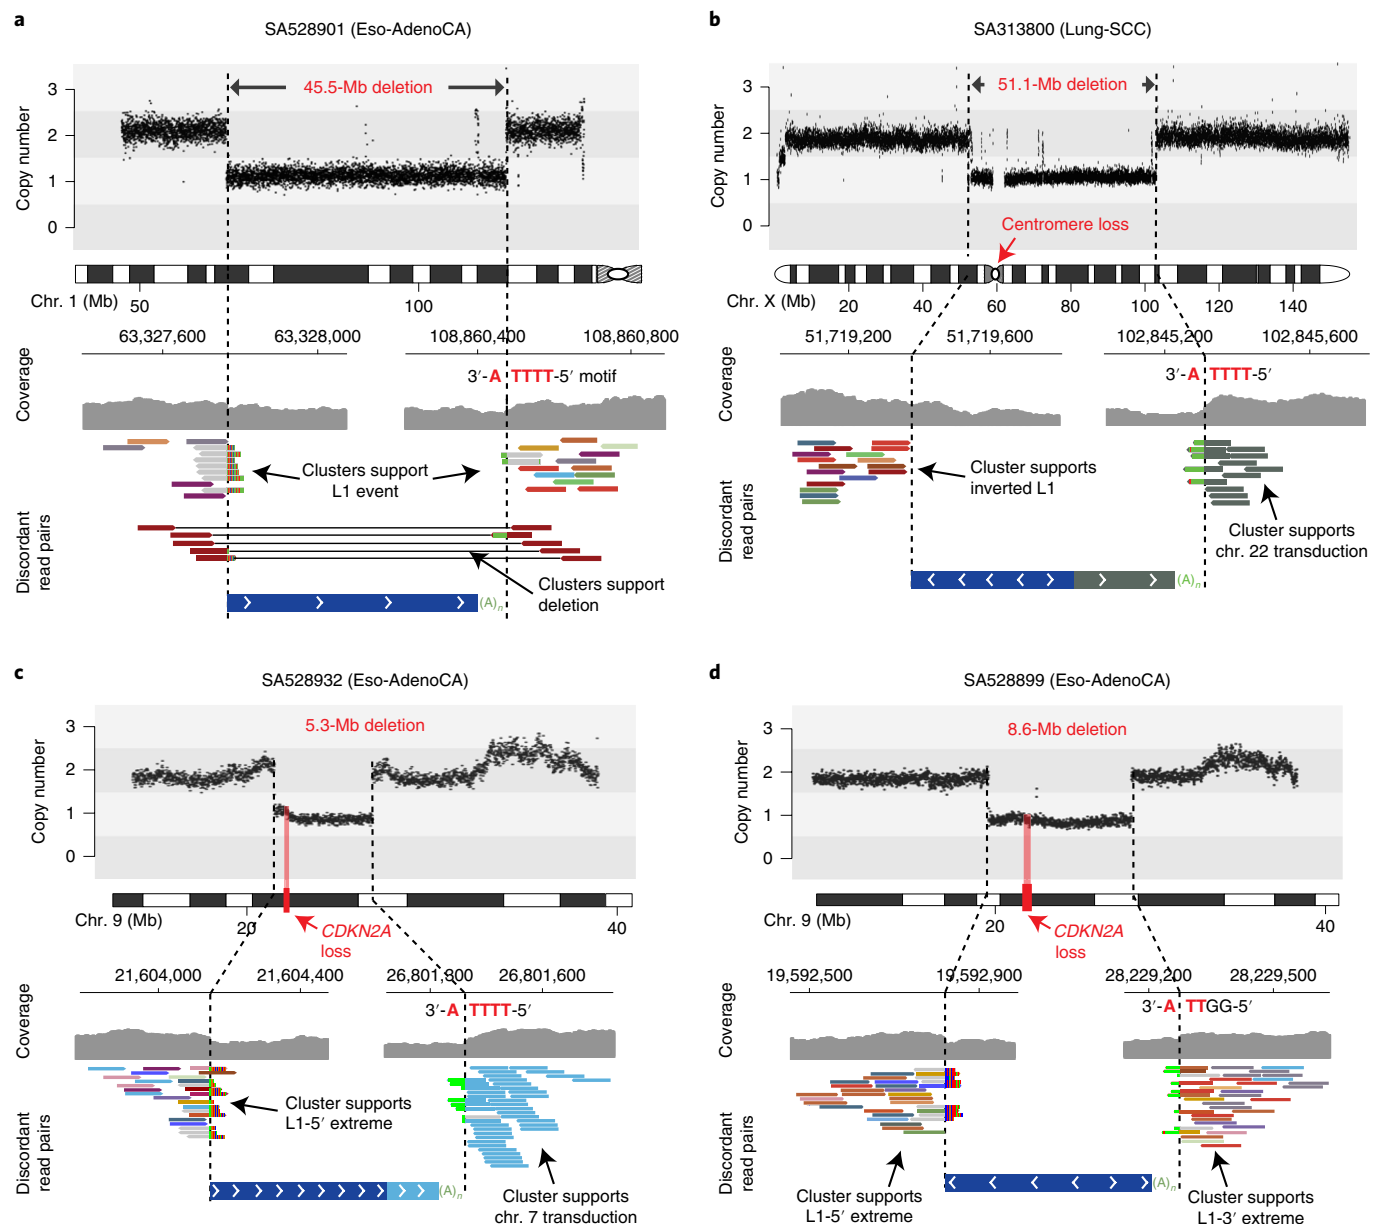 a
SA528901 (Eso-AdenoCA)
45.5-Mb deletion
Copy number
3
2
1
0
Chr. 1 (Mb)
50
100
63,327,600
63,328,000
108,860,400
108,860,800
3′-A TTTT-5′ motif
Coverage
Clusters support
L1 event
Discordant
read pairs
Clusters support
deletion
(A)n
b
SA313800 (Lung-SCC)
51.1-Mb deletion
Copy number
3
2
1
0
Centromere loss
Chr. X (Mb)
20
40
60
80
100
120
140
51,719,200
51,719,600
102,845,200
102,845,600
3′-A TTTT-5′
Coverage
Cluster supports
inverted L1
Discordant
read pairs
Cluster supports
chr. 22 transduction
(A)n
c
SA528932 (Eso-AdenoCA)
5.3-Mb deletion
Copy number
3
2
1
0
Chr. 9 (Mb)
20
40
CDKN2A
loss
21,604,000
21,604,400
26,801,800
26,801,600
3′-A TTTT-5′
Coverage
Cluster supports
L1-5′ extreme
Discordant
read pairs
(A)n
Cluster supports
chr. 7 transduction
d
SA528899 (Eso-AdenoCA)
8.6-Mb deletion
Copy number
3
2
1
0
Chr. 9 (Mb)
20
40
CDKN2A
loss
19,592,500
19,592,900
28,229,200
28,229,500
3′-A TTGG-5′
Coverage
Discordant
read pairs
(A)n
Cluster supports
L1-5′ extreme
Cluster supports
L1-3′ extreme